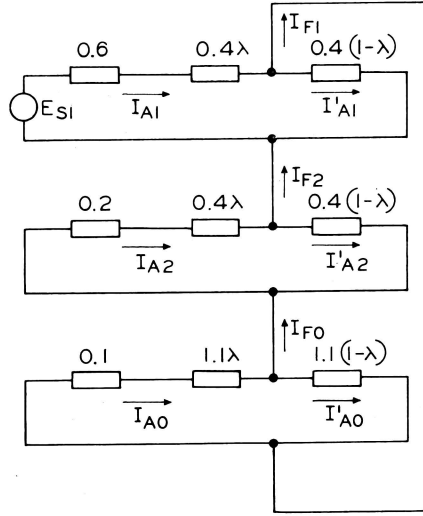 I_F1
0.6 0.4λ 0.4(1-λ)
E_S1 I_A1 I'_A1
I_F2
0.2 0.4λ 0.4(1-λ)
I_A2 I'_A2
I_F0
0.1 1.1λ 1.1(1-λ)
I_A0 I'_A0